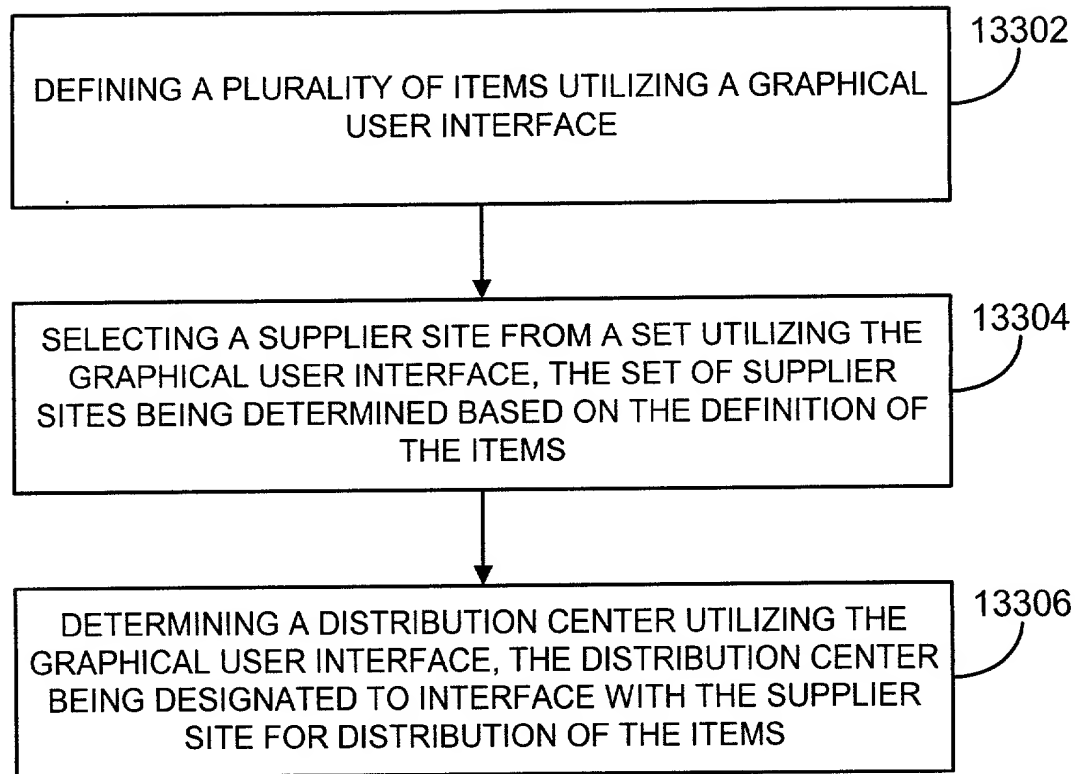 13302
DEFINING A PLURALITY OF ITEMS UTILIZING A GRAPHICAL
USER INTERFACE
13304
SELECTING A SUPPLIER SITE FROM A SET UTILIZING THE
GRAPHICAL USER INTERFACE, THE SET OF SUPPLIER
SITES BEING DETERMINED BASED ON THE DEFINITION OF
THE ITEMS
13306
DETERMINING A DISTRIBUTION CENTER UTILIZING THE
GRAPHICAL USER INTERFACE, THE DISTRIBUTION CENTER
BEING DESIGNATED TO INTERFACE WITH THE SUPPLIER
SITE FOR DISTRIBUTION OF THE ITEMS